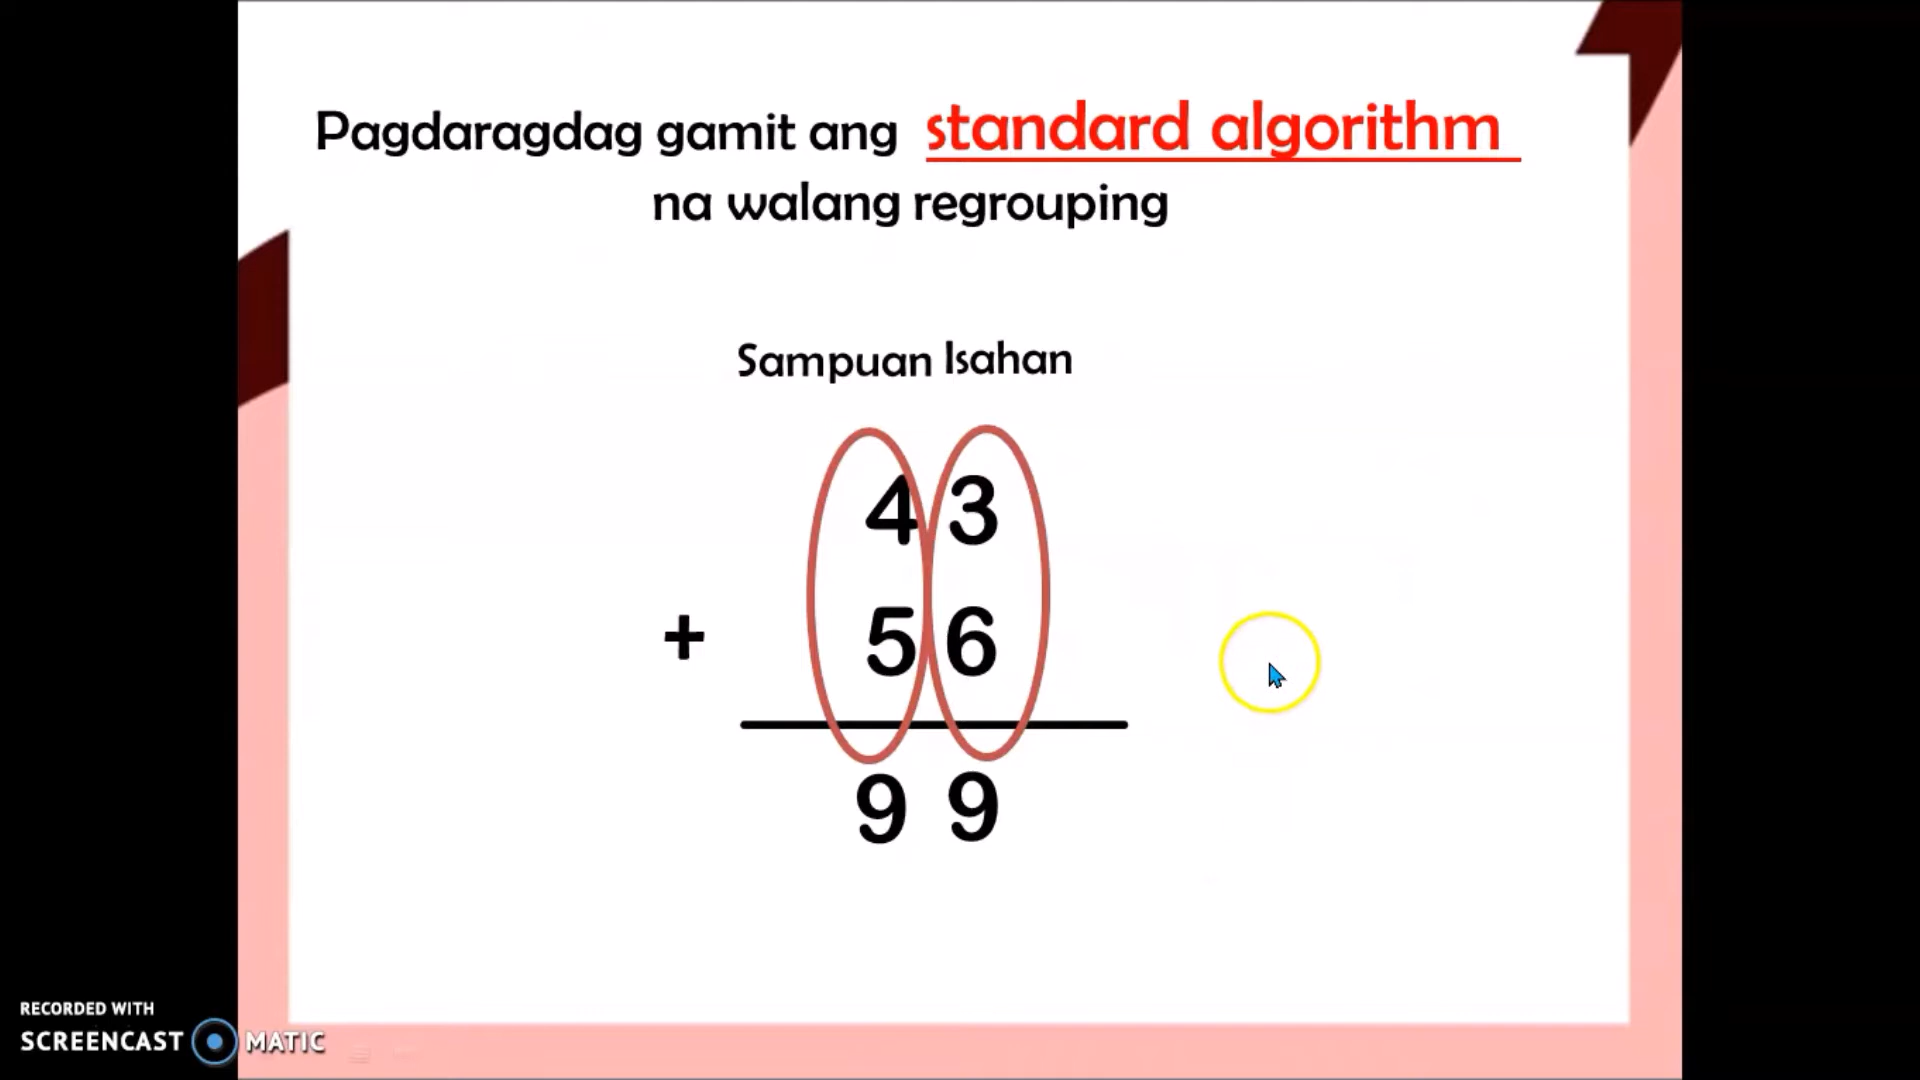 Pagdaragdag gamit ang standard algorithm
na walang regrouping
Sampuan Isahan
4 3
+ 5 6
9 9
RECORDED WITH
SCREENCAST MATIC